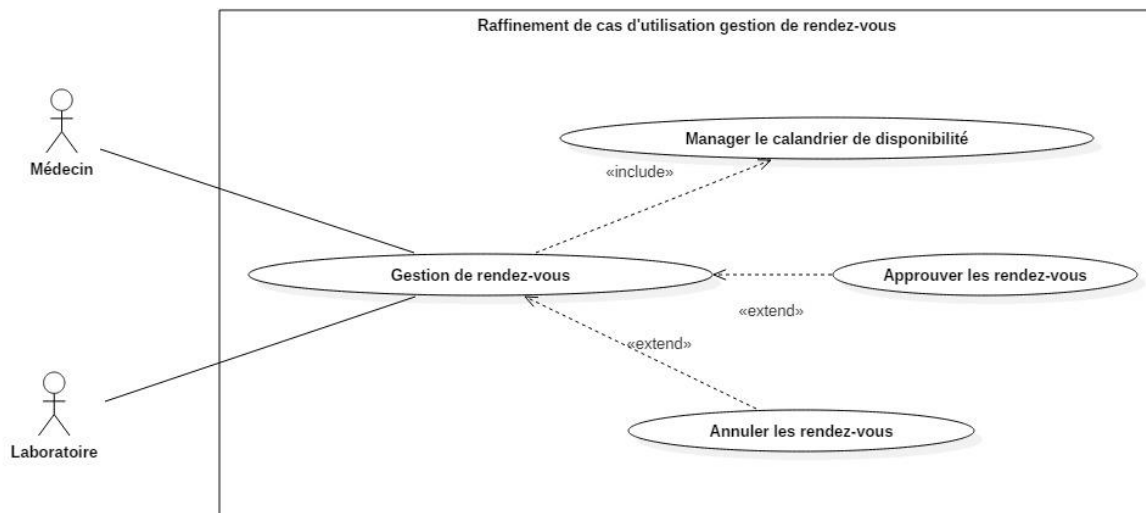 Raffinement de cas d'utilisation gestion de rendez-vous
Médecin
Manager le calandrier de disponibilité
«include»
Gestion de rendez-vous
Approuver les rendez-vous
«extend»
«extend»
Laboratoire
Annuler les rendez-vous